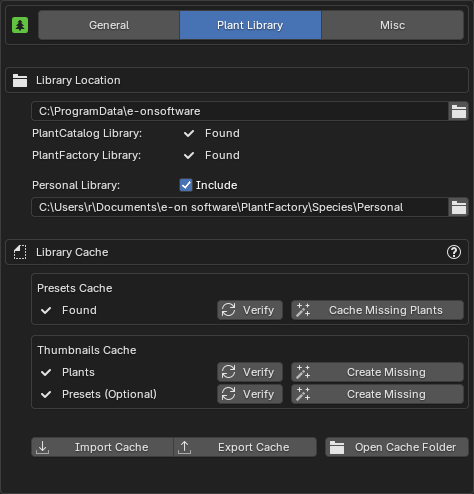 General Plant Library Misc
Library Location
C:\ProgramData\e-onsoftware
PlantCatalog Library: Found
PlantFactory Library: Found
Personal Library: Include
C:\Users\r\Documents\e-on software\PlantFactory\Species\Personal
Library Cache ?
Presets Cache
Found Verify Cache Missing Plants
Thumbnails Cache
Plants Verify Create Missing
Presets (Optional) Verify Create Missing
Import Cache Export Cache Open Cache Folder